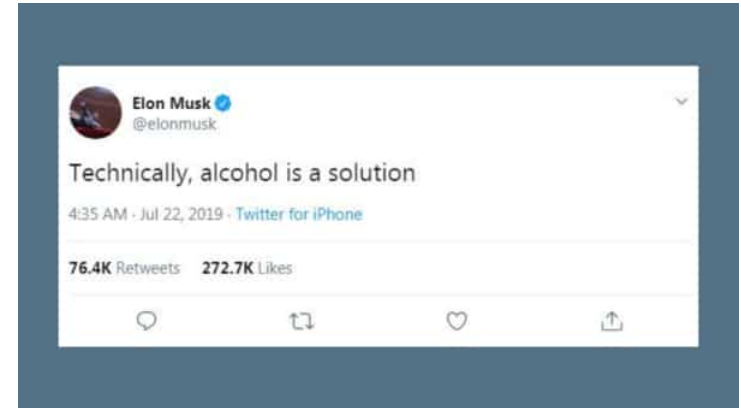 Elon Musk
@elonmusk
Technically, alcohol is a solution
4:35 AM · Jul 22, 2019 · Twitter for iPhone
76.4K Retweets 272.7K Likes